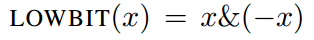 LOWBIT(x) = x&(−x)